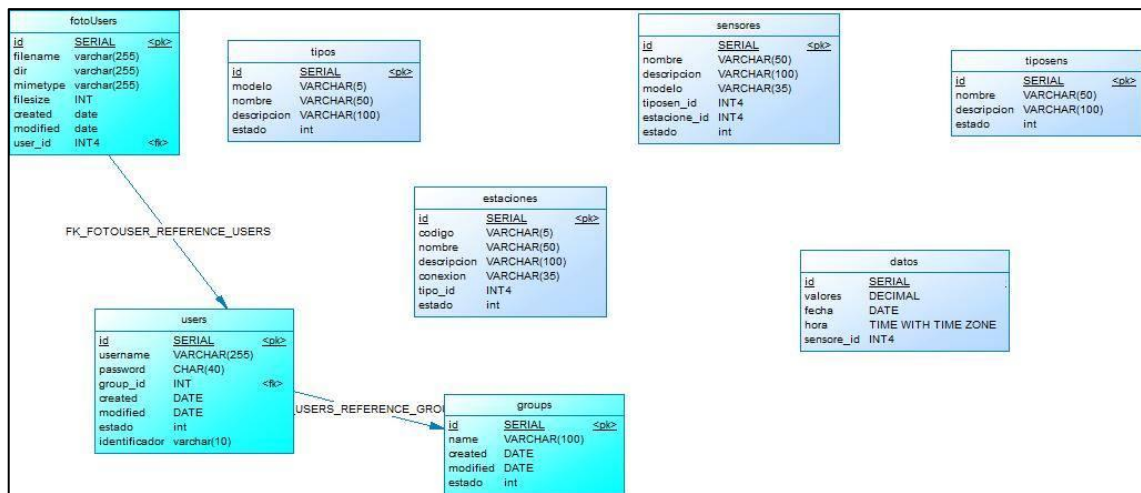 fotoUsers
id SERIAL <pk>
filename varchar(255)
dir varchar(255)
mimetype varchar(255)
filesize INT
created date
modified date
user_id INT4 <fk>
tipos
id SERIAL <pk>
modelo VARCHAR(5)
nombre VARCHAR(50)
descripcion VARCHAR(100)
estado int
sensores
id SERIAL <pk>
nombre VARCHAR(50)
descripcion VARCHAR(100)
modelo VARCHAR(35)
tiposen_id INT4
estacione_id INT4
estado int
tiposens
id SERIAL <pk>
nombre VARCHAR(50)
descripcion VARCHAR(100)
estado int
estaciones
id SERIAL <pk>
codigo VARCHAR(5)
nombre VARCHAR(50)
descripcion VARCHAR(100)
conexion VARCHAR(35)
tipo_id INT4
estado int
FK_FOTOUSER_REFERENCE_USERS
datos
id SERIAL
valores DECIMAL
fecha DATE
hora TIME WITH TIME ZONE
sensore_id INT4
users
id SERIAL <pk>
username VARCHAR(255)
password CHAR(40)
group_id INT <fk>
created DATE
modified DATE
estado int
identificador varchar(10)
_USERS_REFERENCE_GRO
groups
id SERIAL <pk>
name VARCHAR(100)
created DATE
modified DATE
estado int